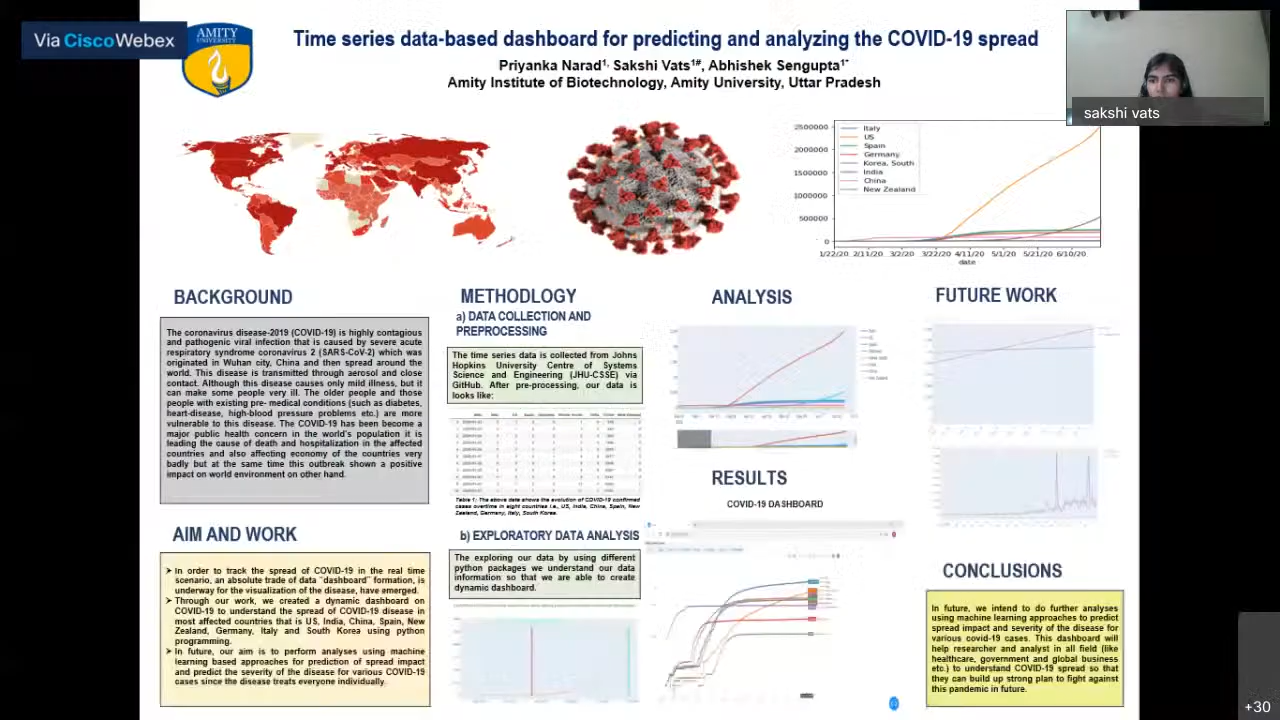 Via Cisco Webex
AMITY
UNIVERSITY
Time series data-based dashboard for predicting and analyzing the COVID-19 spread
Priyanka Narad1, Sakshi Vats1#, Abhishek Sengupta1*
Amity Institute of Biotechnology, Amity University, Uttar Pradesh
sakshi vats
2500000
2000000
1500000
1000000
500000
0
Italy
US
Spain
Germany
Korea, South
India
China
New Zealand
1/22/20 2/11/20 3/2/20 3/22/20 4/11/20 5/1/20 5/21/20 6/10/20
date
BACKGROUND
The coronavirus disease-2019 (COVID-19) is highly contagious
and pathogenic viral infection that is caused by severe acute
respiratory syndrome coronavirus 2 (SARS-CoV-2) which was
originated in Wuhan city, China and then spread around the
world. This disease is transmitted through aerosol and close
contact. Although this disease causes only mild illness, but it
can make some people very ill. The older people and those
people with existing pre- medical conditions (such as diabetes,
heart-disease, high-blood pressure problems etc.) are more
vulnerable to this disease. The COVID-19 has been become a
major public health concern in the world's population it is
leading the cause of death and hospitalization in the affected
countries and also affecting economy of the countries very
badly but at the same time this outbreak shown a positive
impact on world environment on other hand.
AIM AND WORK
➢ In order to track the spread of COVID-19 in the real time
scenario, an absolute trade of data "dashboard" formation, is
underway for the visualization of the disease, have emerged.
➢ Through our work, we created a dynamic dashboard on
COVID-19 to understand the spread of COVID-19 disease in
most affected countries that is US, India, China, Spain, New
Zealand, Germany, Italy and South Korea using python
programming.
➢ In future, our aim is to perform analyses using machine
learning based approaches for prediction of spread impact
and predict the severity of the disease for various COVID-19
cases since the disease treats everyone individually.
METHODLOGY
a) DATA COLLECTION AND
PREPROCESSING
The time series data is collected from Johns
Hopkins University Centre of Systems
Science and Engineering (JHU-CSSE) via
GitHub. After pre-processing, our data is
looks like:
Table 1: The above data shows the evolution of COVID-19 confirmed
cases overtime in eight countries i.e., US, India, China, Spain, New
Zealand, Germany, Italy, South Korea.
b) EXPLORATORY DATA ANALYSIS
The exploring our data by using different
python packages we understand our data
information so that we are able to create
dynamic dashboard.
ANALYSIS
RESULTS
COVID-19 DASHBOARD
FUTURE WORK
CONCLUSIONS
In future, we intend to do further analyses
using machine learning approaches to predict
spread impact and severity of the disease for
various covid-19 cases. This dashboard will
help researcher and analyst in all field (like
healthcare, government and global business
etc.) to understand COVID-19 spread so that
they can build up strong plan to fight against
this pandemic in future.
+30